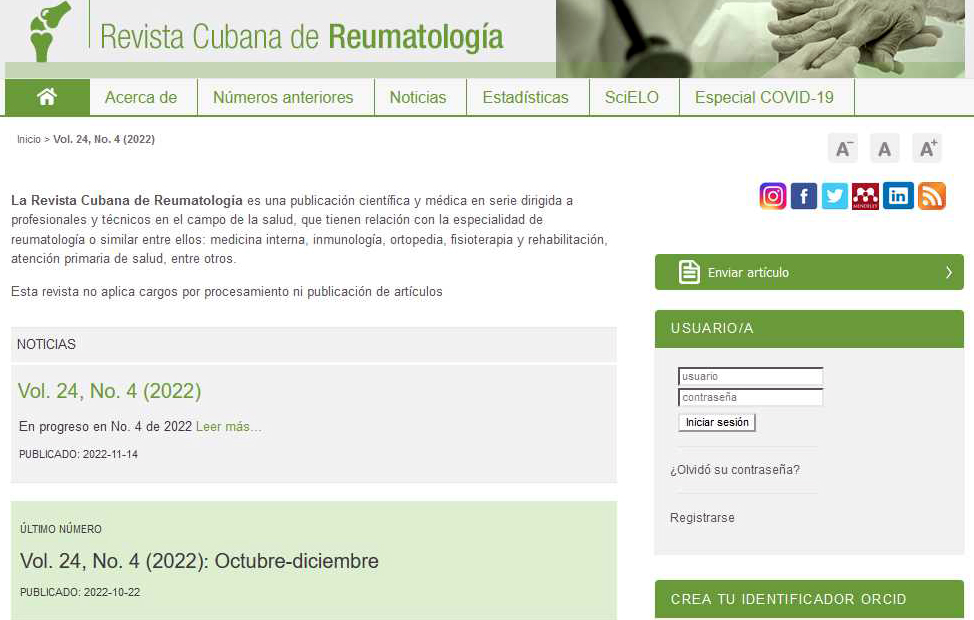 Revista Cubana de Reumatología
Acerca de
Números anteriores
Noticias
Estadísticas
SciELO
Especial COVID-19
Inicio > Vol. 24, No. 4 (2022)
A-
A
A+
MENDELEY
La Revista Cubana de Reumatología es una publicación científica y médica en serie dirigida a
profesionales y técnicos en el campo de la salud, que tienen relación con la especialidad de
reumatología o similar entre ellos: medicina interna, inmunología, ortopedia, fisioterapia y rehabilitación,
atención primaria de salud, entre otros.
Esta revista no aplica cargos por procesamiento ni publicación de artículos
NOTICIAS
Vol. 24, No. 4 (2022)
En progreso en No. 4 de 2022 Leer más...
PUBLICADO: 2022-11-14
ÚLTIMO NÚMERO
Vol. 24, No. 4 (2022): Octubre-diciembre
PUBLICADO: 2022-10-22
Enviar artículo
USUARIO/A
usuario
contraseña
Iniciar sesión
¿Olvidó su contraseña?
Registrarse
CREA TU IDENTIFICADOR ORCID